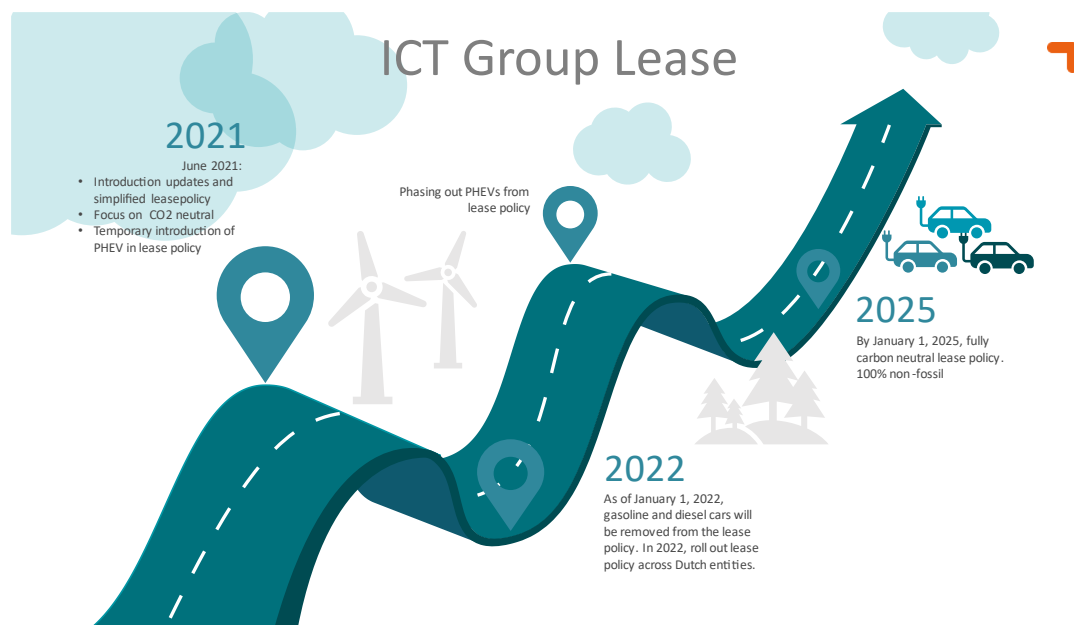 ICT Group Lease
2021
June 2021:
• Introduction updates and
simplified leasepolicy
• Focus on CO2 neutral
• Temporary introduction of
PHEV in lease policy
Phasing out PHEVs from
lease policy
2022
As of January 1, 2022,
gasoline and diesel cars will
be removed from the lease
policy. In 2022, roll out lease
policy across Dutch entities.
2025
By January 1, 2025, fully
carbon neutral lease policy.
100% non-fossil